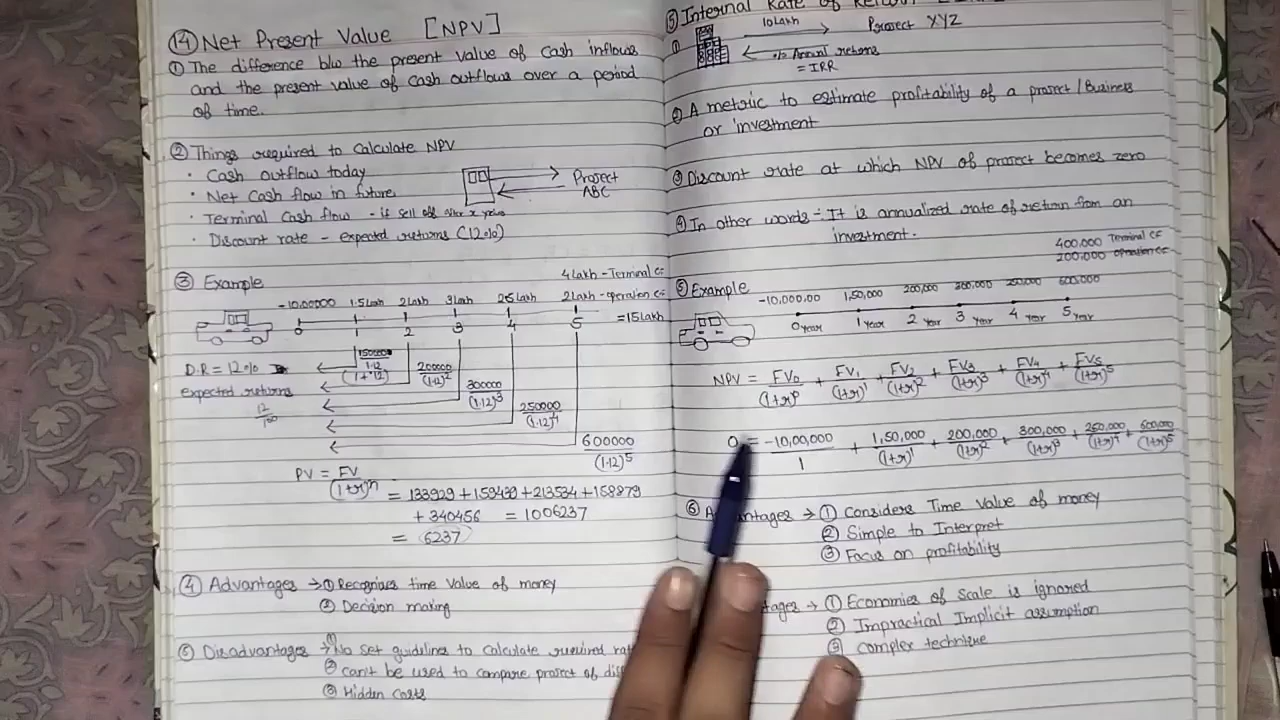 ⑭ Net Present Value [NPV]
① The difference b/w the present value of cash inflows
and the present value of cash outflows over a period
of time.
② Things required to calculate NPV
· Cash outflow today
· Net Cash flow in future
· Terminal Cash flow - if sell off after x years
· Discount rate - expected returns (12%)
Project
ABC
③ Example
4 Lakh - Terminal CF
-10,00000 1.5 Lakh 2 Lakh 3 Lakh 2.5 Lakh 2 Lakh - operation CF
= 15 Lakh
0 1 2 3 4 5
D.R = 12%
expected returns
12/100
150000
1.12
(1+.12)
200000
(1.12)²
300000
(1.12)³
250000
(1.12)⁴
600000
(1.12)⁵
PV = FV
(1+r)ⁿ
= 133929 + 159439 + 213534 + 158879
+ 340456 = 1006237
= 6237
④ Advantages → ① Recognises time value of money
② Decision making
⑤ Disadvantages → ① No set guideline to calculate required
② can't be used to compare project of
③ Hidden costs
⑤ Internal Rate of
① 10 Lakh Project XYZ
% Annual returns
= IRR
② A metric to estimate profitability of a project / Business
or investment
③ Discount rate at which NPV of project becomes zero
④ In other words - It is annualized rate of return from an
investment.
400,000 Terminal CF
200,000 operation CF
⑤ Example
-10,000,00 1,50,000 200,000 300,000 250,000 600,000
0 year 1 year 2 year 3 year 4 year 5 year
NPV = FV₀/(1+r)⁰ + FV₁/(1+r)¹ + FV₂/(1+r)² + FV₃/(1+r)³ + FV₄/(1+r)⁴ + FV₅/(1+r)⁵
0 = -10,00,000/1 + 1,50,000/(1+r)¹ + 200,000/(1+r)² + 300,000/(1+r)³ + 250,000/(1+r)⁴ + 600,000/(1+r)⁵
⑥ → ① Considers Time Value of money
② Simple to Interpret
③ Focus on profitability
→ ① Economies of Scale is ignored
② Impractical Implicit assumption
③ complex technique